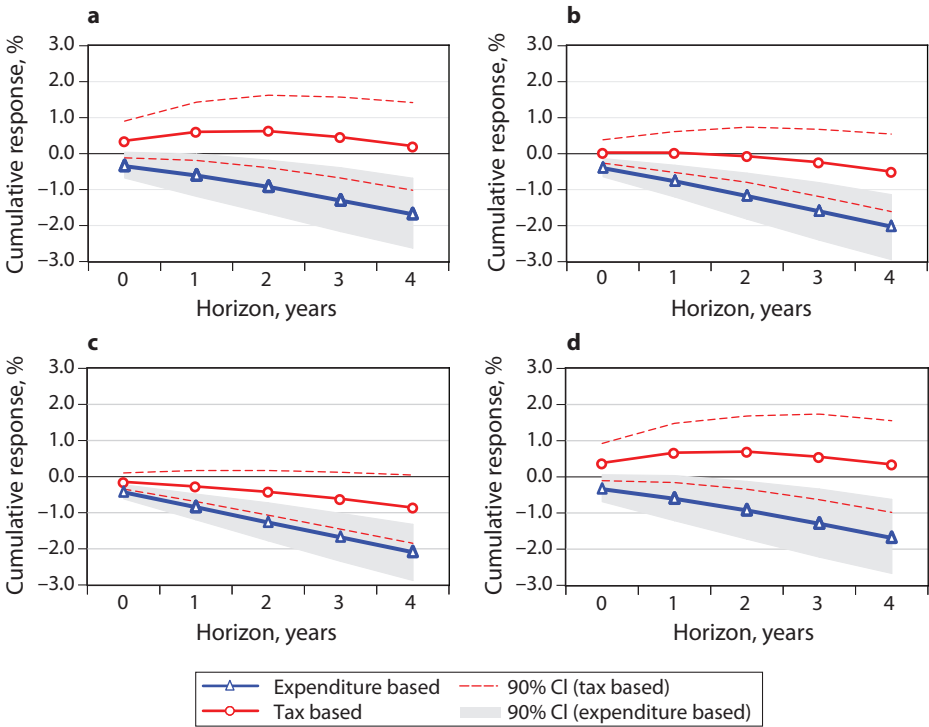 a
Cumulative response, %
3.0
2.0
1.0
0.0
−1.0
−2.0
−3.0
0 1 2 3 4
Horizon, years
b
Cumulative response, %
3.0
2.0
1.0
0.0
−1.0
−2.0
−3.0
0 1 2 3 4
Horizon, years
c
Cumulative response, %
3.0
2.0
1.0
0.0
−1.0
−2.0
−3.0
0 1 2 3 4
Horizon, years
d
Cumulative response, %
3.0
2.0
1.0
0.0
−1.0
−2.0
−3.0
0 1 2 3 4
Horizon, years
Expenditure based
90% Cl (tax based)
Tax based
90% Cl (expenditure based)